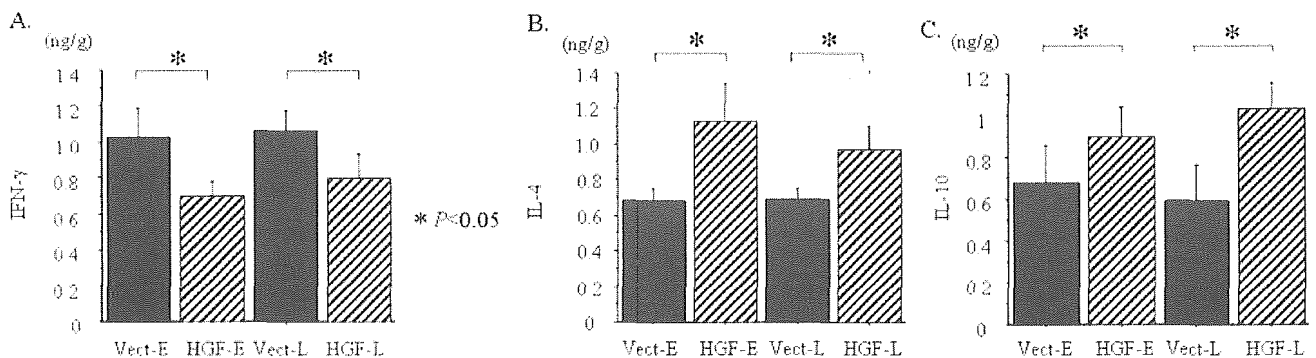 A.
(ng/g)
IFN-γ
1.4
1.2
1.0
0.8
0.6
0.4
0.2
0
*
*
Vect-E HGF-E Vect-L HGF-L
* P<0.05
B.
(ng/g)
IL-4
1.4
1.2
1.0
0.8
0.6
0.4
0.2
0
*
*
Vect-E HGF-E Vect-L HGF-L
C.
(ng/g)
IL-10
1.2
1
0.8
0.6
0.4
0.2
0
*
*
Vect-E HGF-E Vect-L HGF-L